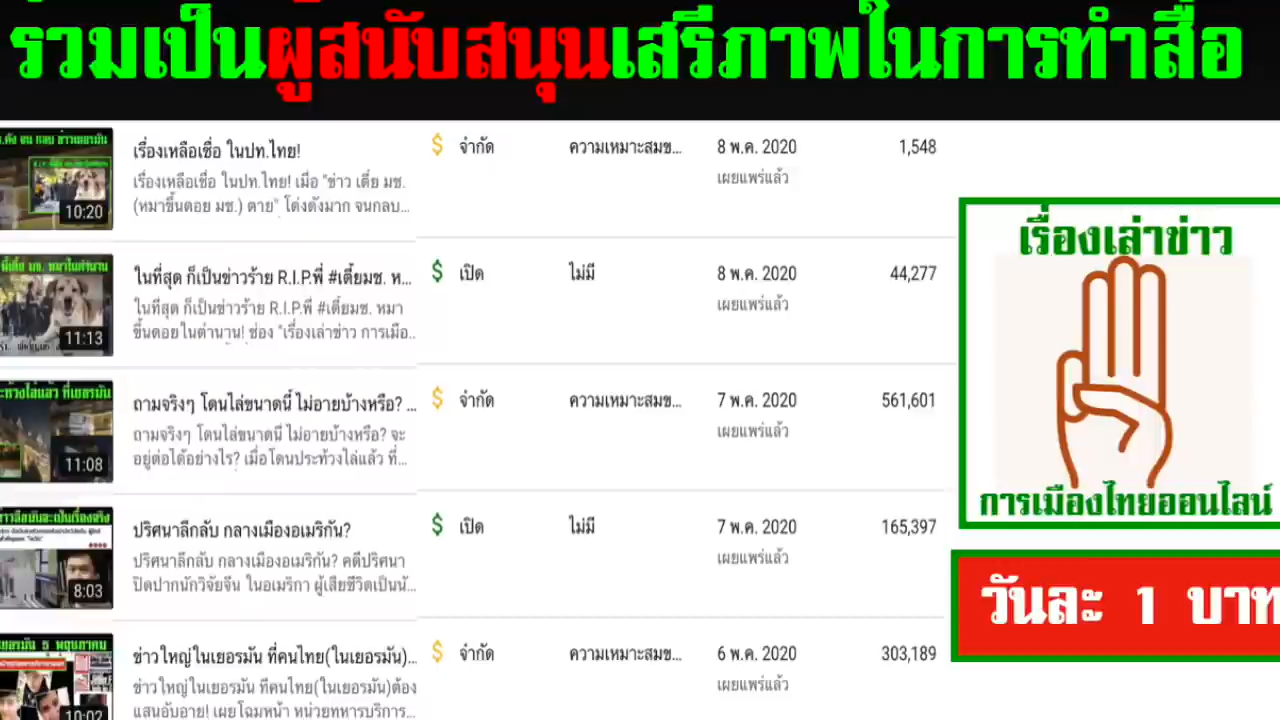 ร่วมเป็นผู้สนับสนุนเสรีภาพในการทำสื่อ
เรื่องเหลือเชื่อ ในปท.ไทย!
$ จำกัด
ความเหมาะสมข...
8 พ.ค. 2020
1,548
เรื่องเหลือเชื่อ ในปท.ไทย! เมื่อ "ข่าว เตี้ย มช.
เผยแพร่แล้ว
(หมาขึ้นดอย มช.) ตาย" โด่งดังมาก จนกลบ...
10:20
ในที่สุด ก็เป็นข่าวร้าย R.I.P.พี่ #เตี้ยมช. ห...
$ เปิด
ไม่มี
8 พ.ค. 2020
44,277
ในที่สุด ก็เป็นข่าวร้าย R.I.P.พี่ #เตี้ยมช. หมา
เผยแพร่แล้ว
ขึ้นดอยในตำนาน! ช่อง "เรื่องเล่าข่าว การเมือ...
11:13
ถามจริงๆ โดนไล่ขนาดนี้ ไม่อายบ้างหรือ? ...
$ จำกัด
ความเหมาะสมข...
7 พ.ค. 2020
561,601
ถามจริงๆ โดนไล่ขนาดนี้ ไม่อายบ้างหรือ? จะ
เผยแพร่แล้ว
อยู่ต่อได้อย่างไร? เมื่อโดนประท้วงไล่แล้ว ที่...
11:08
ปริศนาลึกลับ กลางเมืองอเมริกัน?
$ เปิด
ไม่มี
7 พ.ค. 2020
165,397
ปริศนาลึกลับ กลางเมืองอเมริกัน? คดีปริศนา
เผยแพร่แล้ว
ปิดปากนักวิจัยจีน ในอเมริกา ผู้เสียชีวิตเป็นนั...
8:03
ข่าวใหญ่ในเยอรมัน ที่คนไทย(ในเยอรมัน)...
$ จำกัด
ความเหมาะสมข...
6 พ.ค. 2020
303,189
ข่าวใหญ่ในเยอรมัน ที่คนไทย(ในเยอรมัน)ต้อง
เผยแพร่แล้ว
แสนอับอาย! เผยโฉมหน้า หน่วยทหารบริการ...
10:02
เรื่องเล่าข่าว
การเมืองไทยออนไลน์
วันละ 1 บาท